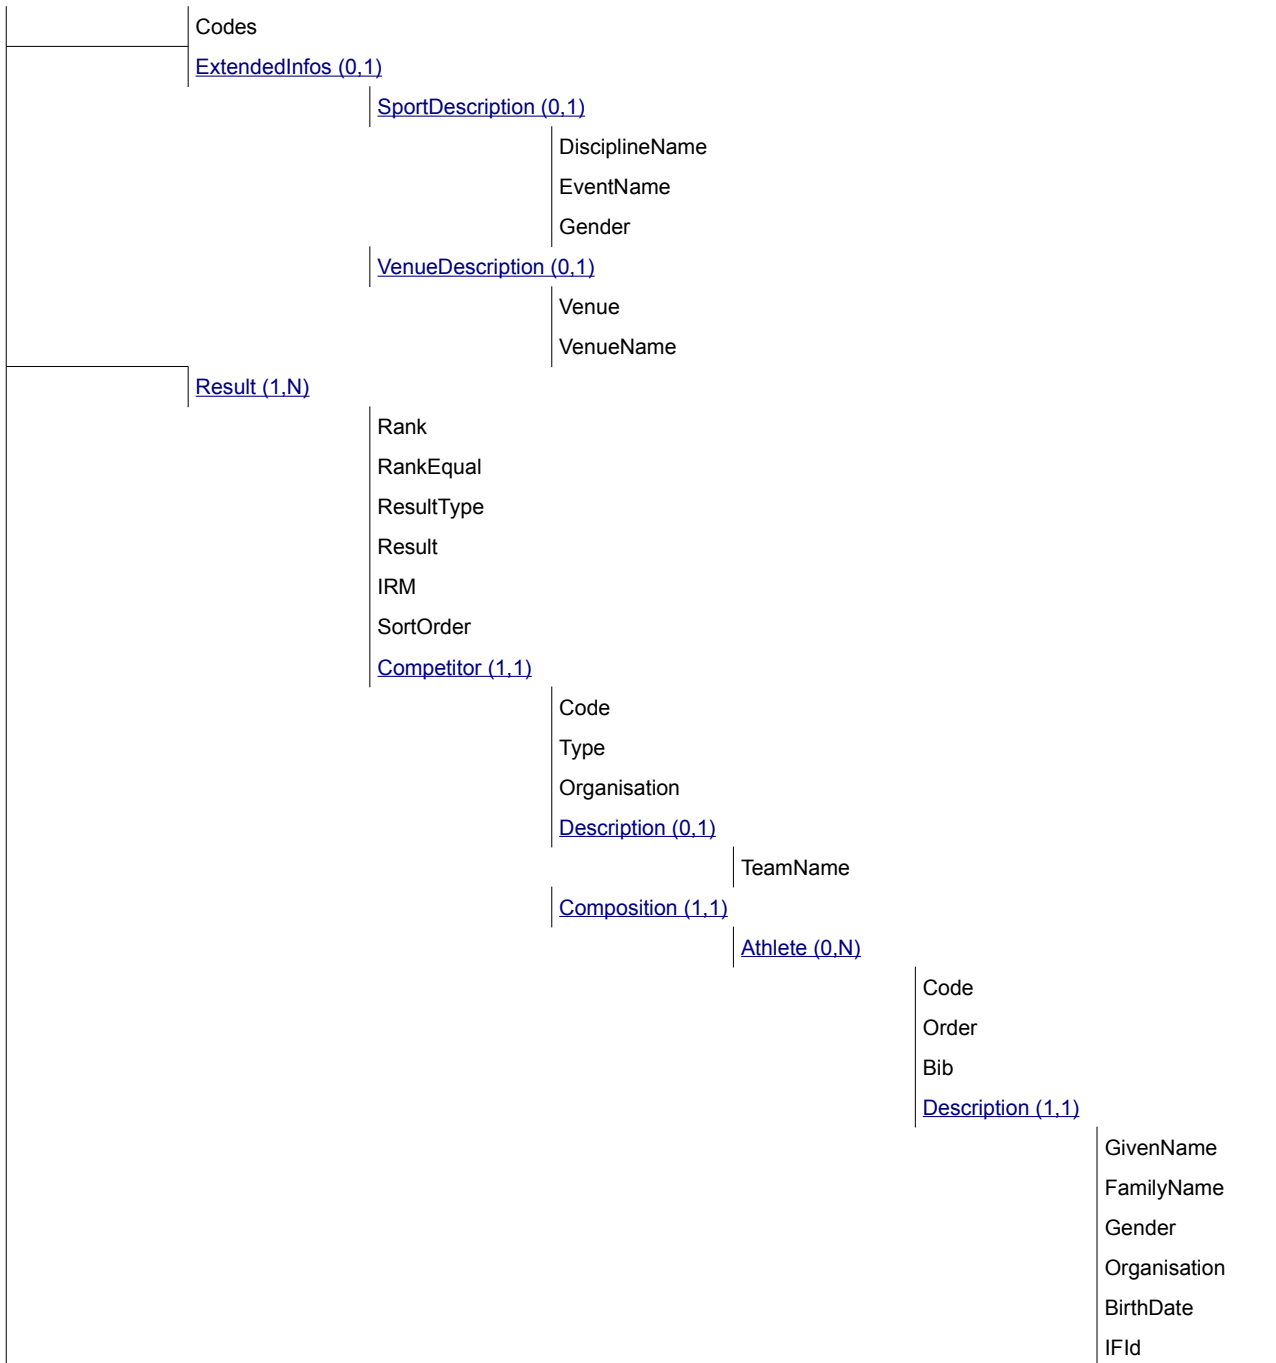 Codes
ExtendedInfos (0,1)
SportDescription (0,1)
DisciplineName
EventName
Gender
VenueDescription (0,1)
Venue
VenueName
Result (1,N)
Rank
RankEqual
ResultType
Result
IRM
SortOrder
Competitor (1,1)
Code
Type
Organisation
Description (0,1)
TeamName
Composition (1,1)
Athlete (0,N)
Code
Order
Bib
Description (1,1)
GivenName
FamilyName
Gender
Organisation
BirthDate
IFId